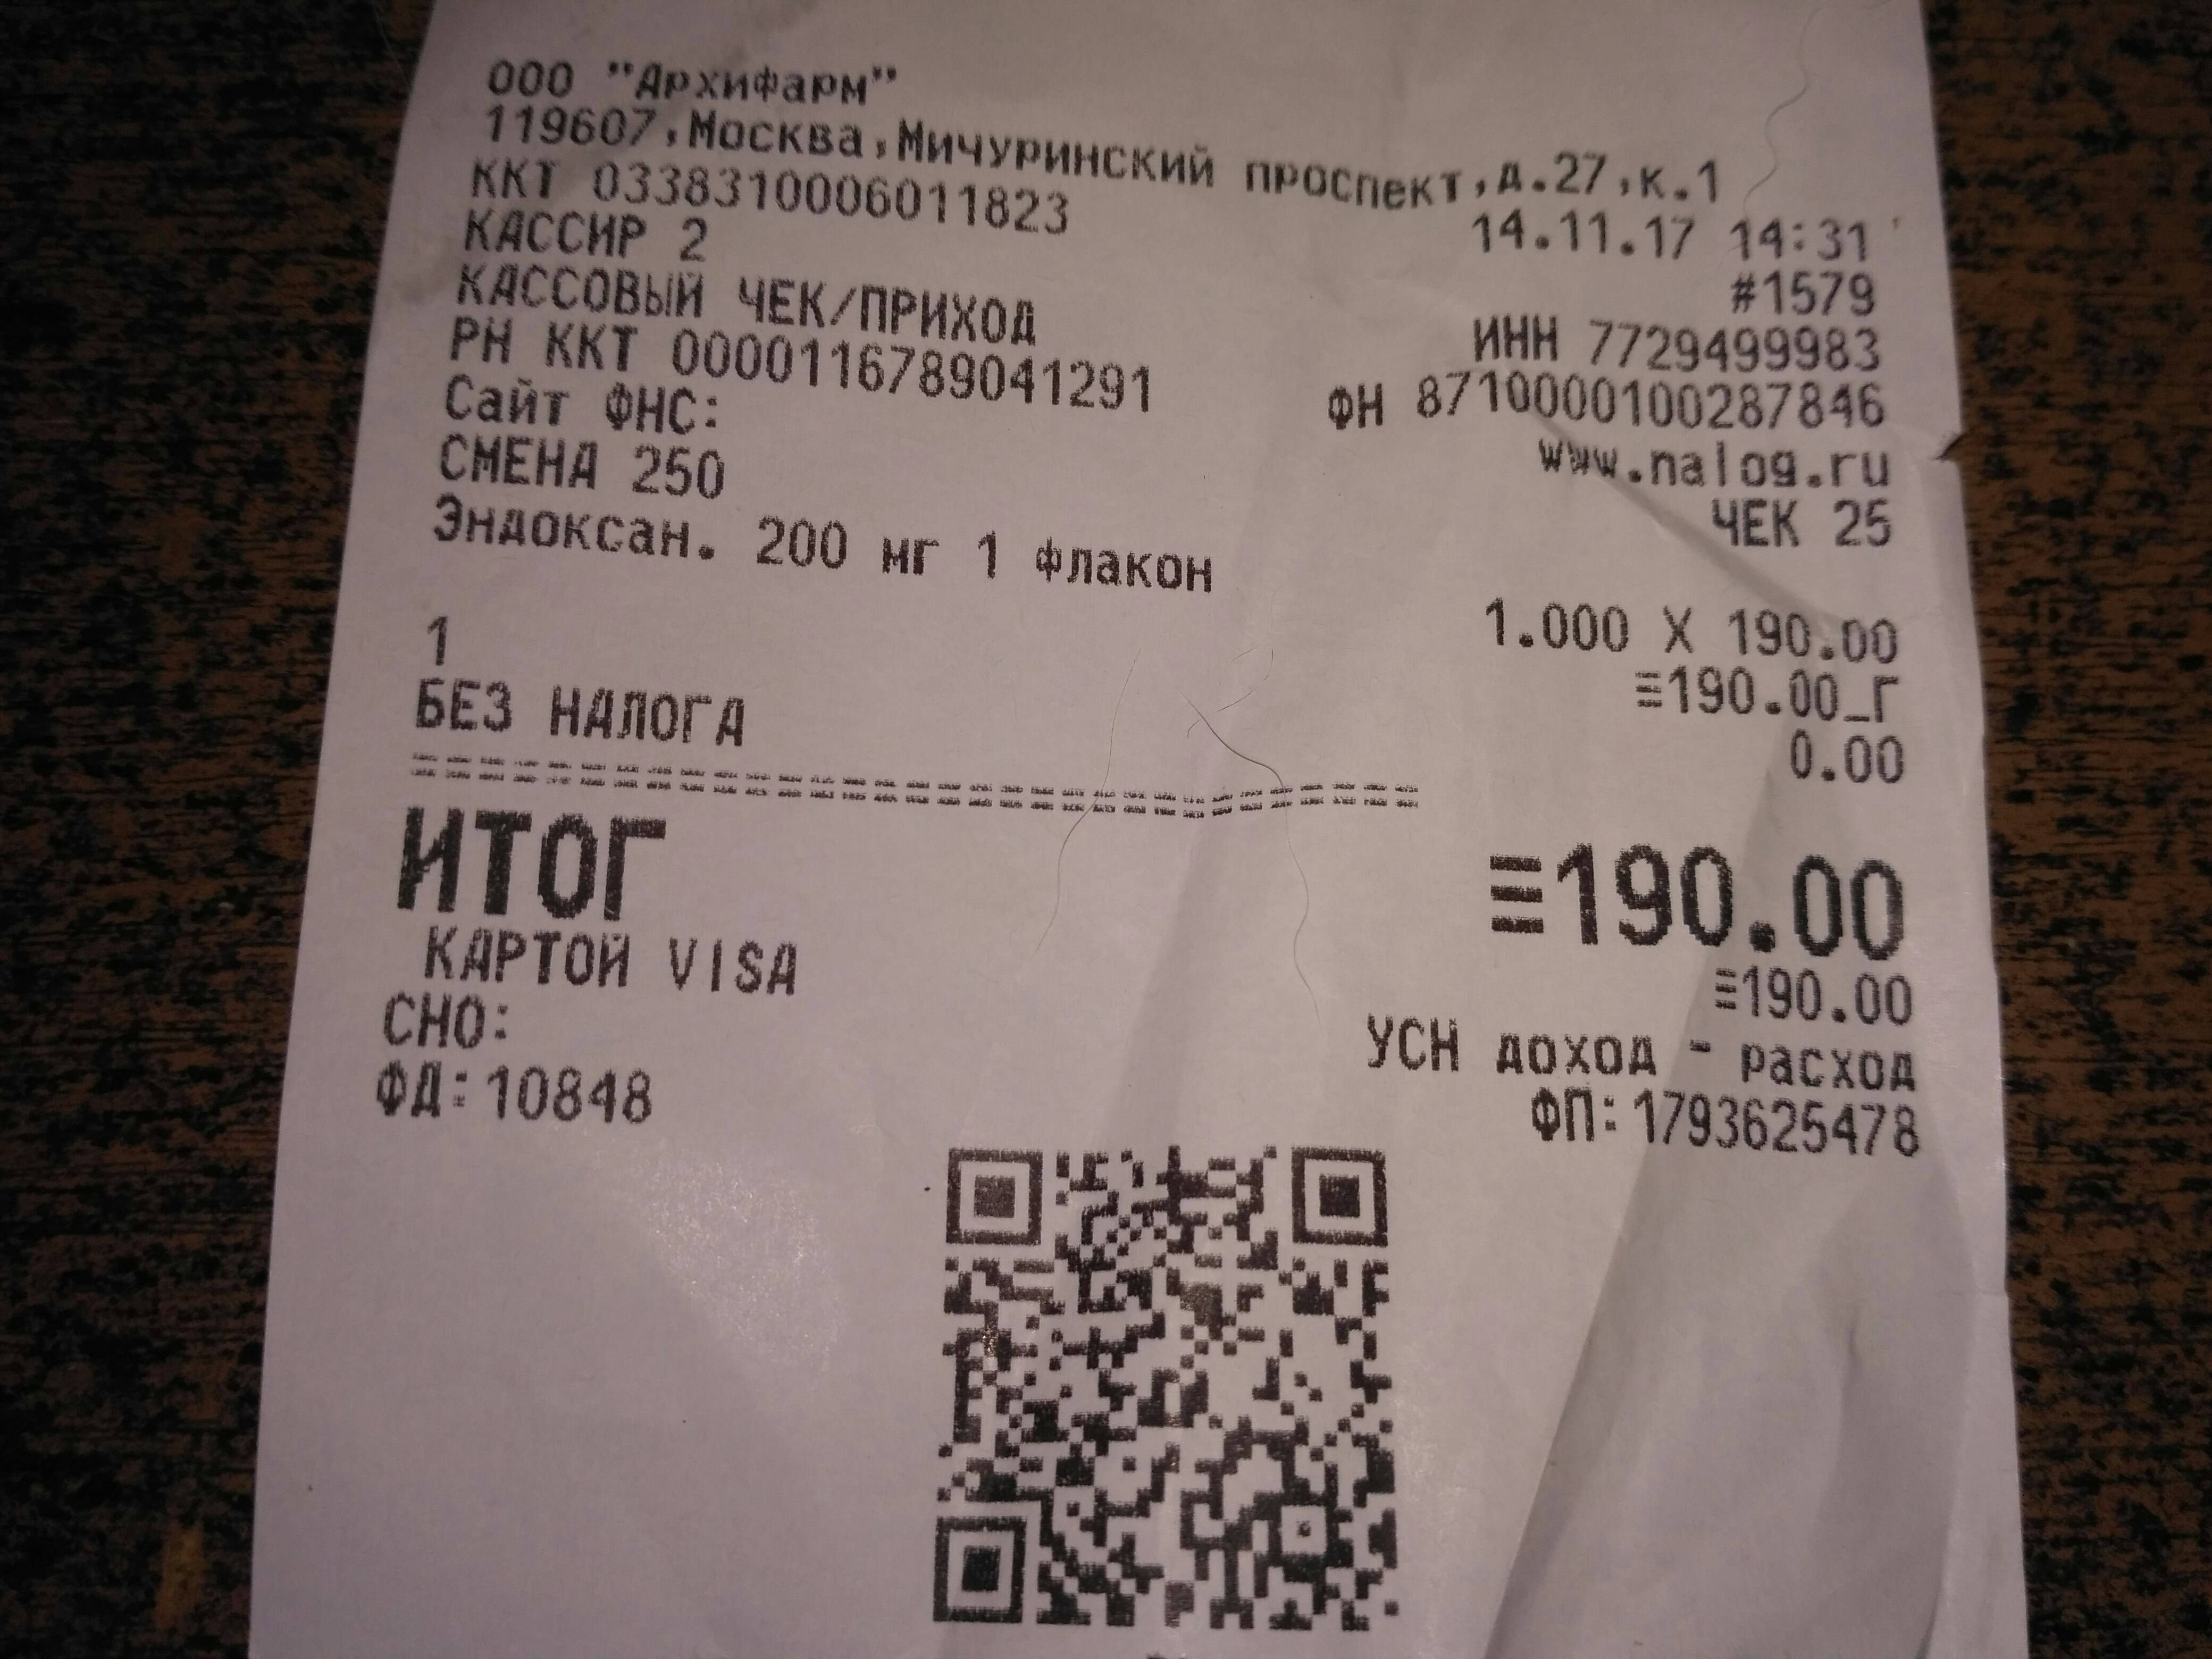 ООО "Архифарм"
119607,Москва,Мичуринский проспект,д.27,к.1
ККТ 0338310006011823 14.11.17 14:31
КАССИР 2 #1579
КАССОВЫЙ ЧЕК/ПРИХОД ИНН 7729499983
РН ККТ 0000116789041291 ФН 8710000100287846
Сайт ФНС: www.nalog.ru
СМЕНА 250 ЧЕК 25
Эндоксан. 200 мг 1 флакон
1.000 X 190.00
1 ≡190.00_Г
БЕЗ НАЛОГА 0.00
================================
ИТОГ ≡190.00
КАРТОЙ VISA ≡190.00
СНО: УСН доход - расход
ФД:10848 ФП:1793625478